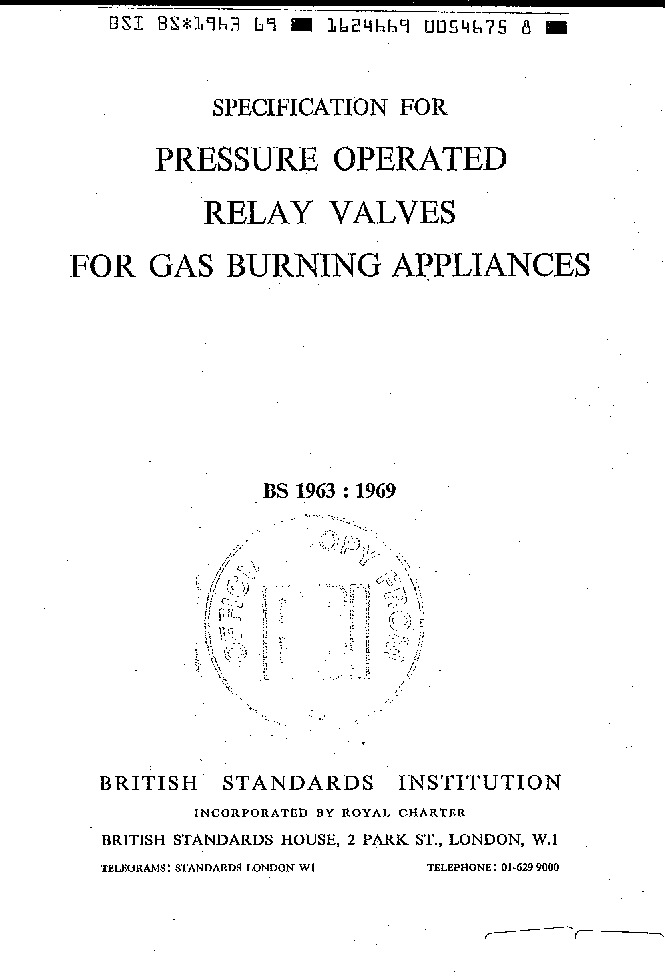 BSI BS*1963 69 ■ 1624669 0054675 8 ■
SPECIFICATION FOR
PRESSURE OPERATED
RELAY VALVES
FOR GAS BURNING APPLIANCES
BS 1963 : 1969
COPY FROM
BRITISH STANDARDS INSTITUTION
INCORPORATED BY ROYAL CHARTER
BRITISH STANDARDS HOUSE, 2 PARK ST., LONDON, W.1
TELEGRAMS: STANDARDS LONDON W1 TELEPHONE: 01-629 9000